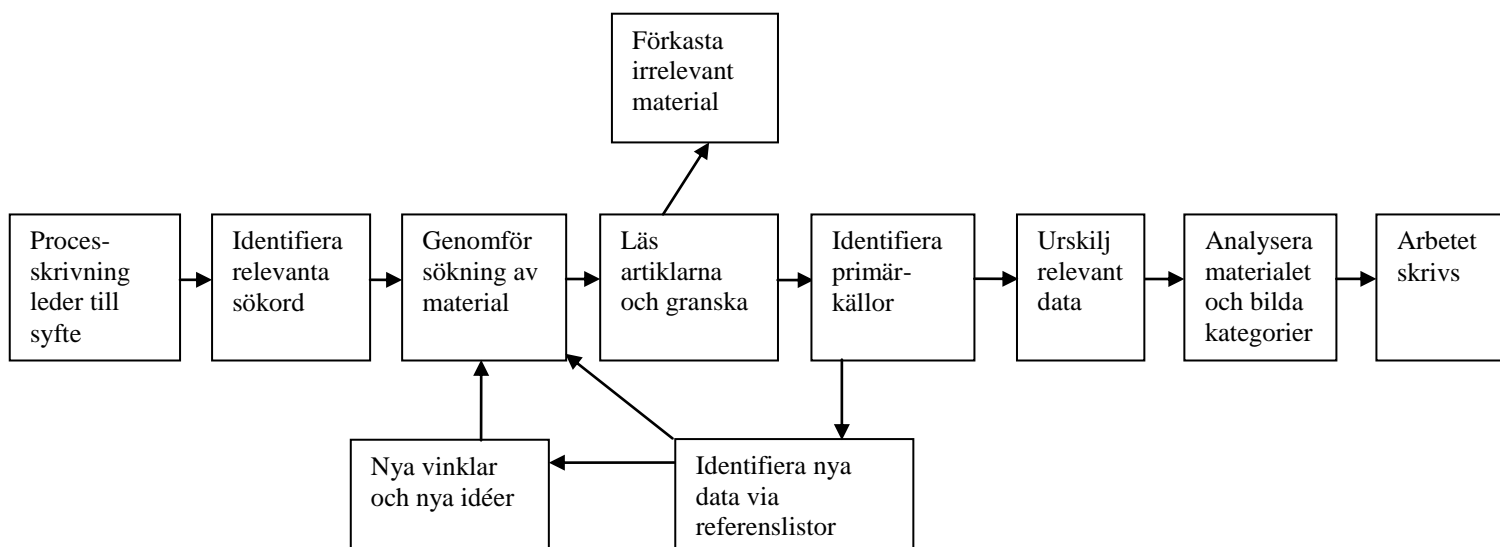 Förkasta
irrelevant
material
Proces-
skrivning
leder till
syfte
Identifiera
relevanta
sökord
Genomför
sökning av
material
Läs
artiklarna
och granska
Identifiera
primär-
källor
Urskilj
relevant
data
Analysera
materialet
och bilda
kategorier
Arbetet
skrivs
Nya vinklar
och nya idéer
Identifiera nya
data via
referenslistor